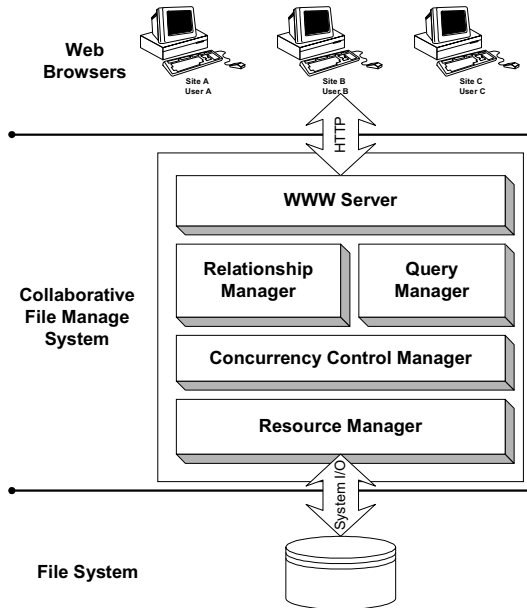 Web
Browsers
Site A
User A
Site B
User B
Site C
User C
HTTP
WWW Server
Relationship
Manager
Query
Manager
Collaborative
File Manage
System
Concurrency Control Manager
Resource Manager
System I/O
File System